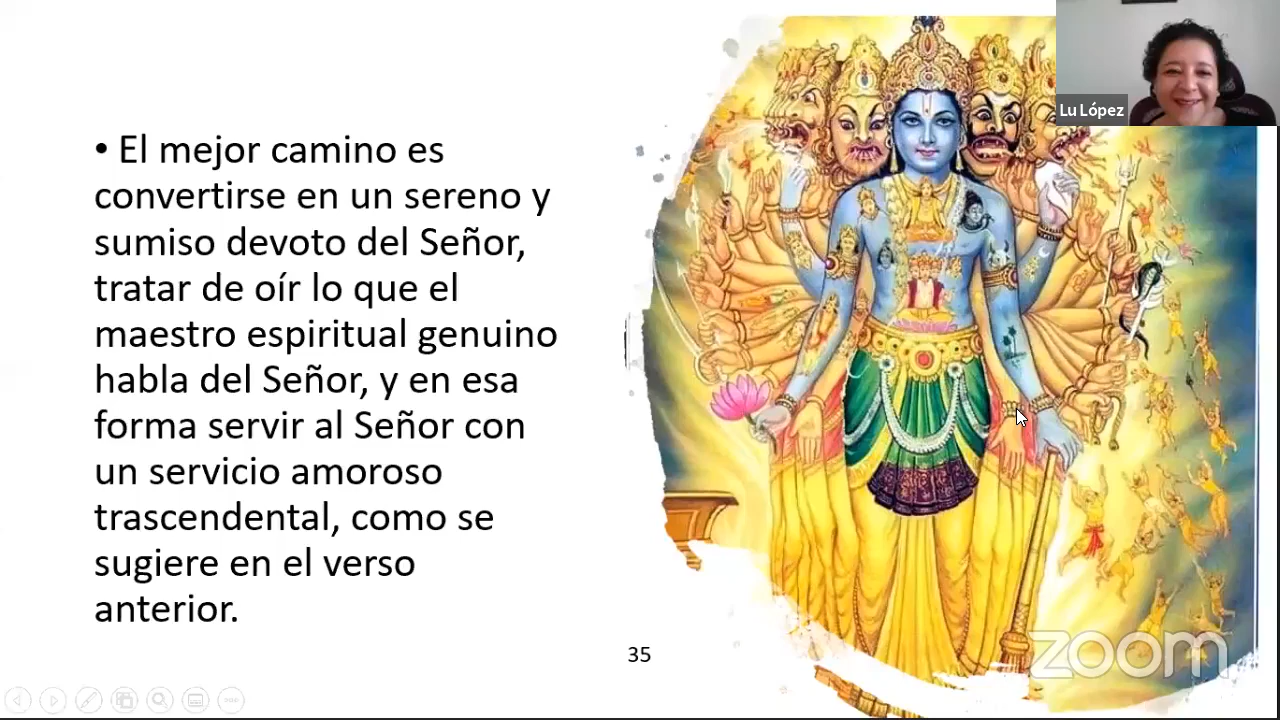 Lu López
• El mejor camino es
convertirse en un sereno y
sumiso devoto del Señor,
tratar de oír lo que el
maestro espiritual genuino
habla del Señor, y en esa
forma servir al Señor con
un servicio amoroso
trascendental, como se
sugiere en el verso
anterior.
35
zoom